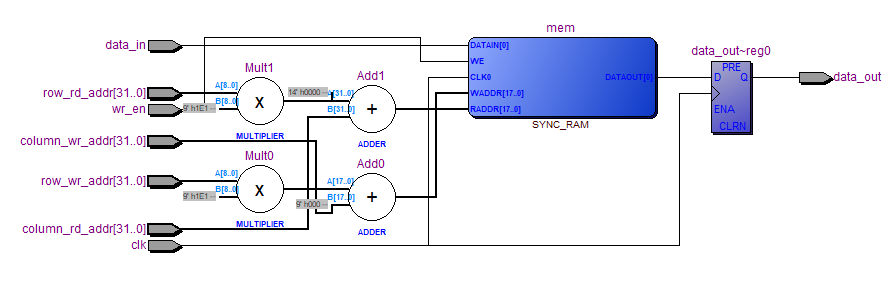 mem
data_in
DATAIN[0]
data_out~reg0
WE
PRE
Mult1
Add1
CLK0
DATAOUT[0]
D
Q
data_out
row_rd_addr[31..0]
A[8..0]
14' h0000 --
A[31..0]
WADDR[17..0]
wr_en
9' h1E1 --
B[8..0]
X
B[31..0]
+
RADDR[17..0]
ENA
SYNC_RAM
CLRN
column_wr_addr[31..0]
MULTIPLIER
ADDER
Mult0
Add0
row_wr_addr[31..0]
A[8..0]
A[17..0]
9' h1E1 --
B[8..0]
X
9' h000 --
B[17..0]
+
column_rd_addr[31..0]
MULTIPLIER
ADDER
clk